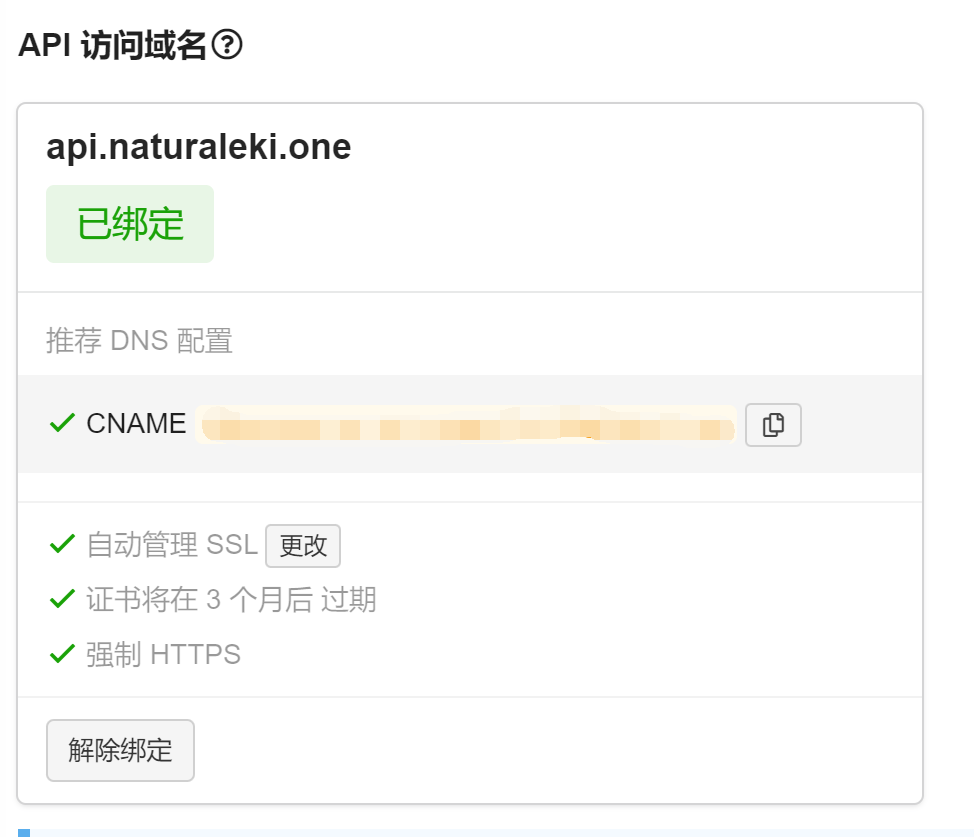 API 访问域名?
api.naturaleki.one
已绑定
推荐 DNS 配置
CNAME
自动管理 SSL 更改
证书将在 3 个月后 过期
强制 HTTPS
解除绑定